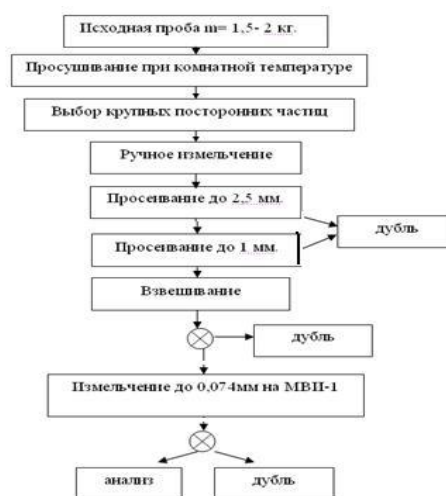 Исходная проба m= 1,5- 2 кг.
Просушивание при комнатной температуре
Выбор крупных посторонних частиц
Ручное измельчение
Просеивание до 2,5 мм.
дубль
Просеивание до 1 мм.
Взвешивание
дубль
Измельчение до 0,074мм на МВИ-1
анализ
дубль